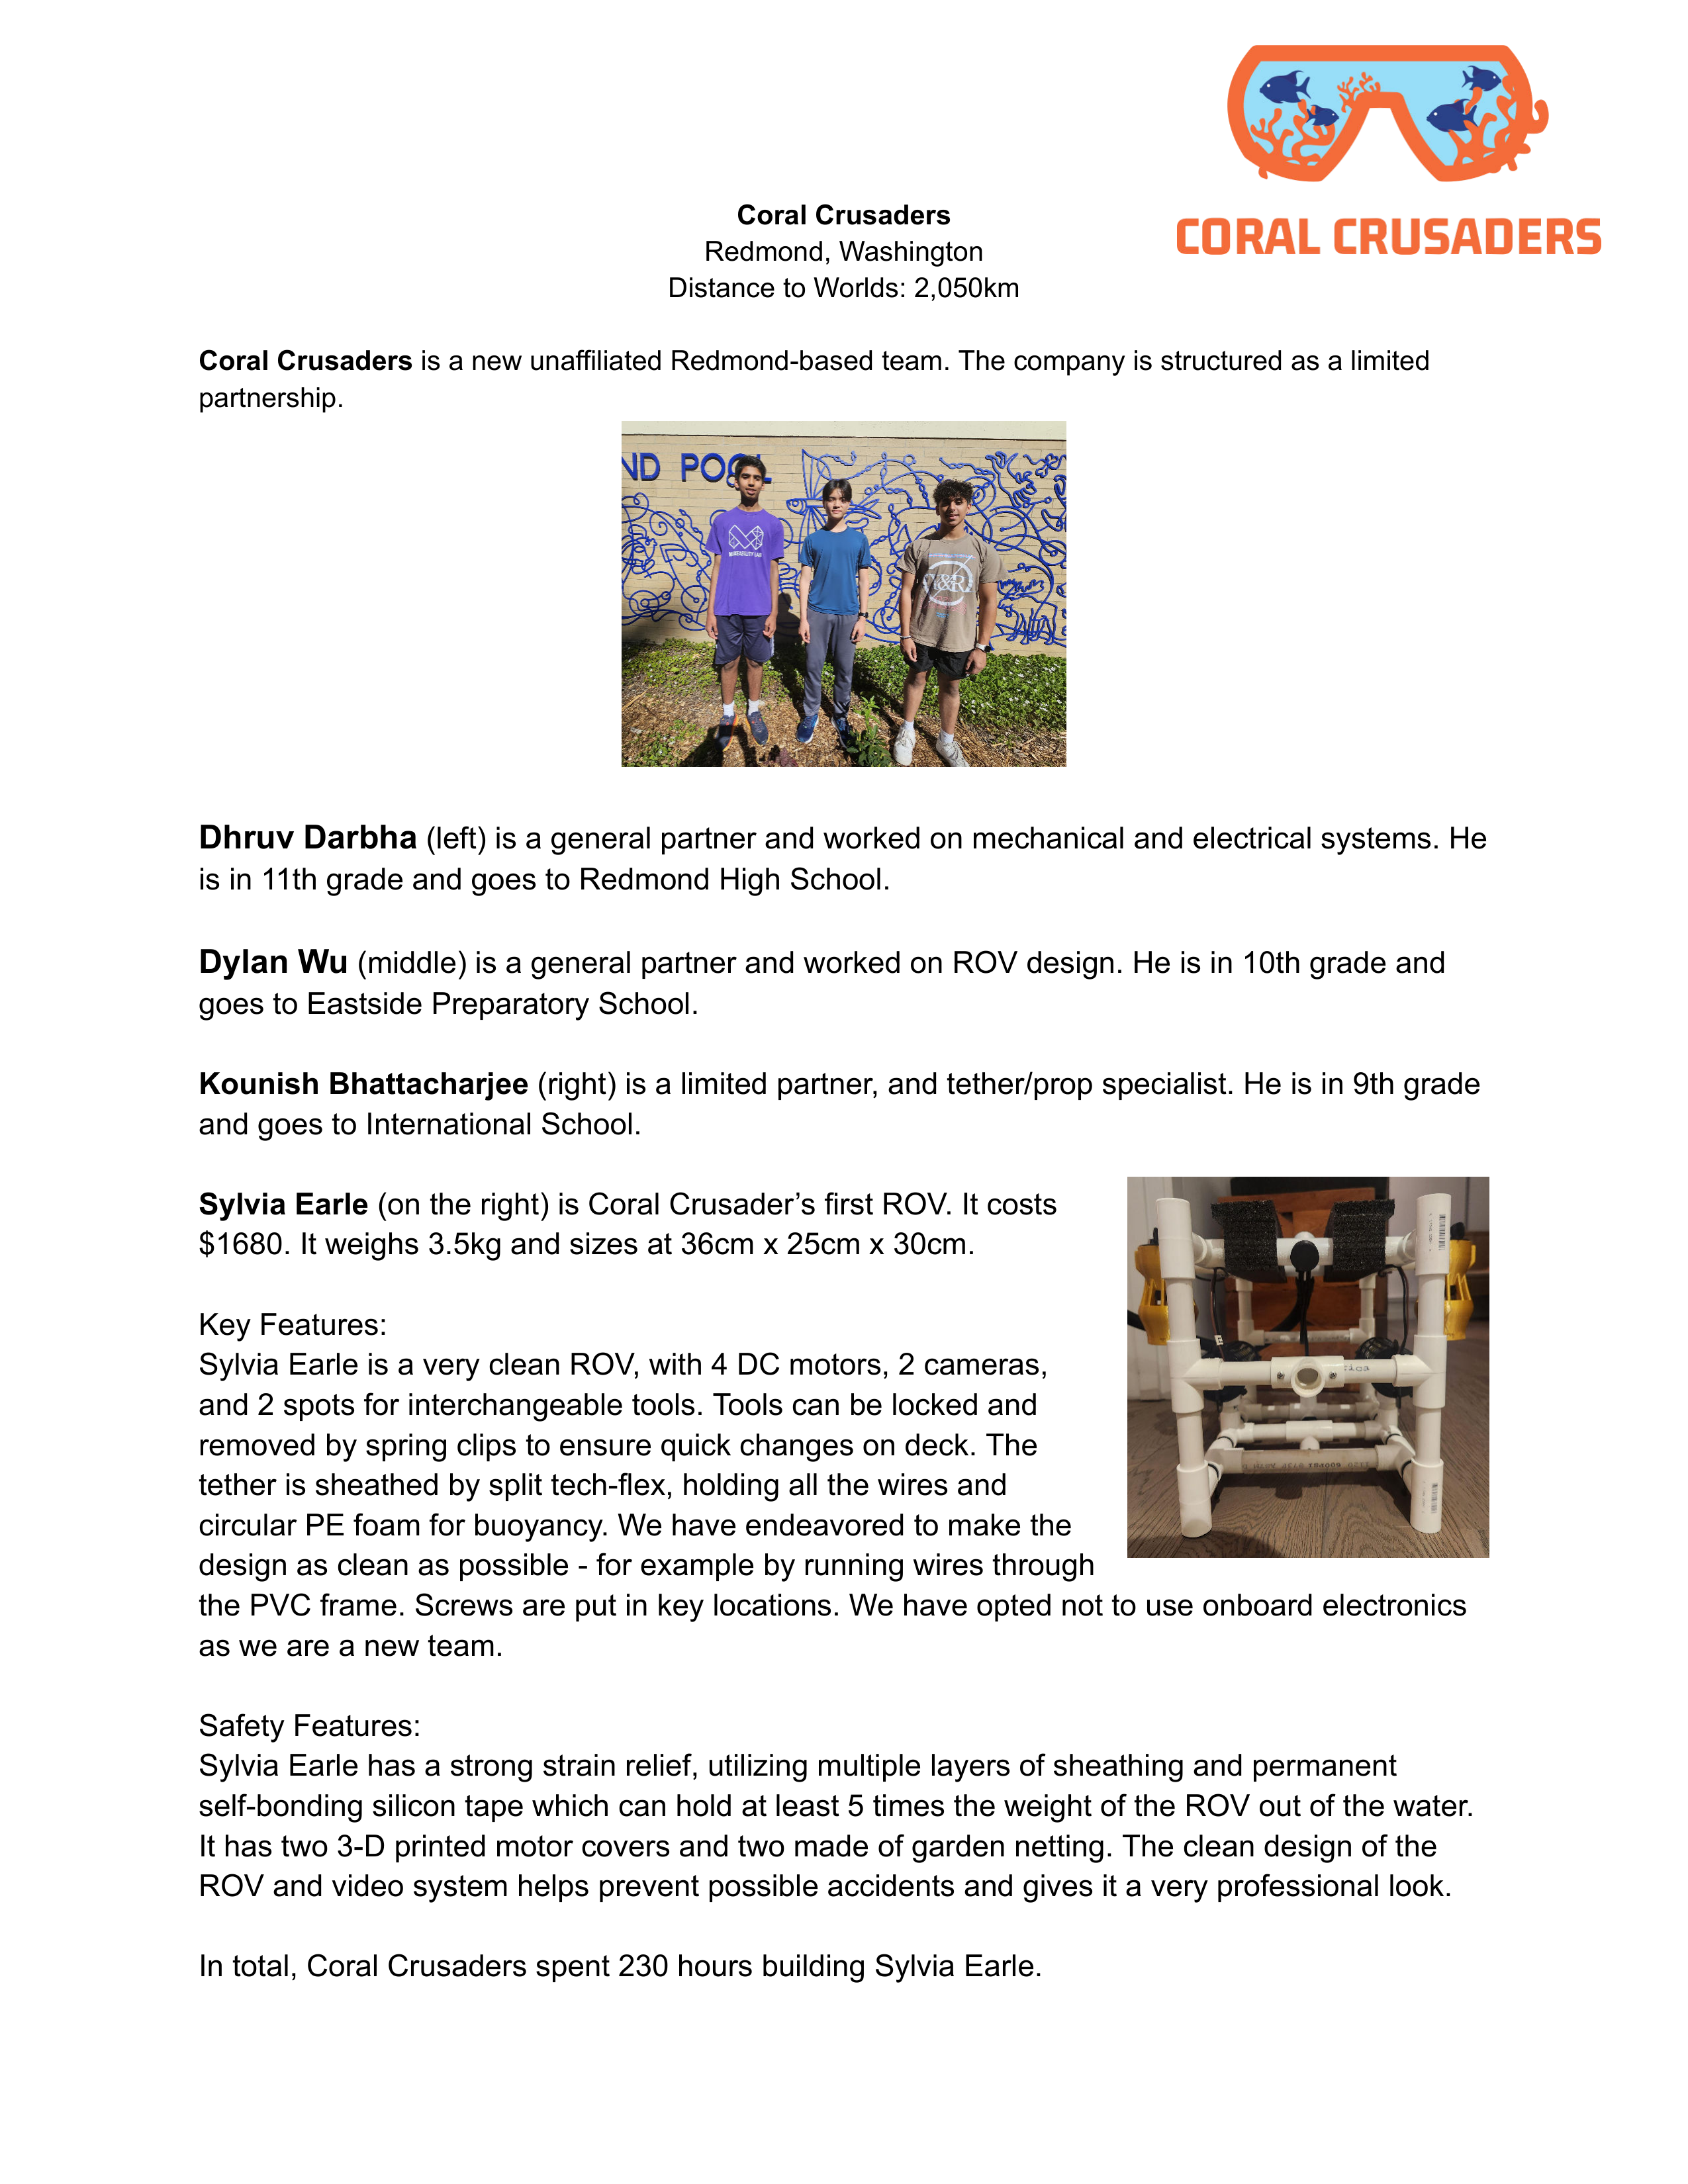 CORAL CRUSADERS
Coral Crusaders
Redmond, Washington
Distance to Worlds: 2,050km
Coral Crusaders is a new unaffiliated Redmond-based team. The company is structured as a limited
partnership.
ND POOL
Dhruv Darbha (left) is a general partner and worked on mechanical and electrical systems. He
is in 11th grade and goes to Redmond High School.
Dylan Wu (middle) is a general partner and worked on ROV design. He is in 10th grade and
goes to Eastside Preparatory School.
Kounish Bhattacharjee (right) is a limited partner, and tether/prop specialist. He is in 9th grade
and goes to International School.
Sylvia Earle (on the right) is Coral Crusader’s first ROV. It costs
$1680. It weighs 3.5kg and sizes at 36cm x 25cm x 30cm.
Key Features:
Sylvia Earle is a very clean ROV, with 4 DC motors, 2 cameras,
and 2 spots for interchangeable tools. Tools can be locked and
removed by spring clips to ensure quick changes on deck. The
tether is sheathed by split tech-flex, holding all the wires and
circular PE foam for buoyancy. We have endeavored to make the
design as clean as possible - for example by running wires through
the PVC frame. Screws are put in key locations. We have opted not to use onboard electronics
as we are a new team.
Safety Features:
Sylvia Earle has a strong strain relief, utilizing multiple layers of sheathing and permanent
self-bonding silicon tape which can hold at least 5 times the weight of the ROV out of the water.
It has two 3-D printed motor covers and two made of garden netting. The clean design of the
ROV and video system helps prevent possible accidents and gives it a very professional look.
In total, Coral Crusaders spent 230 hours building Sylvia Earle.